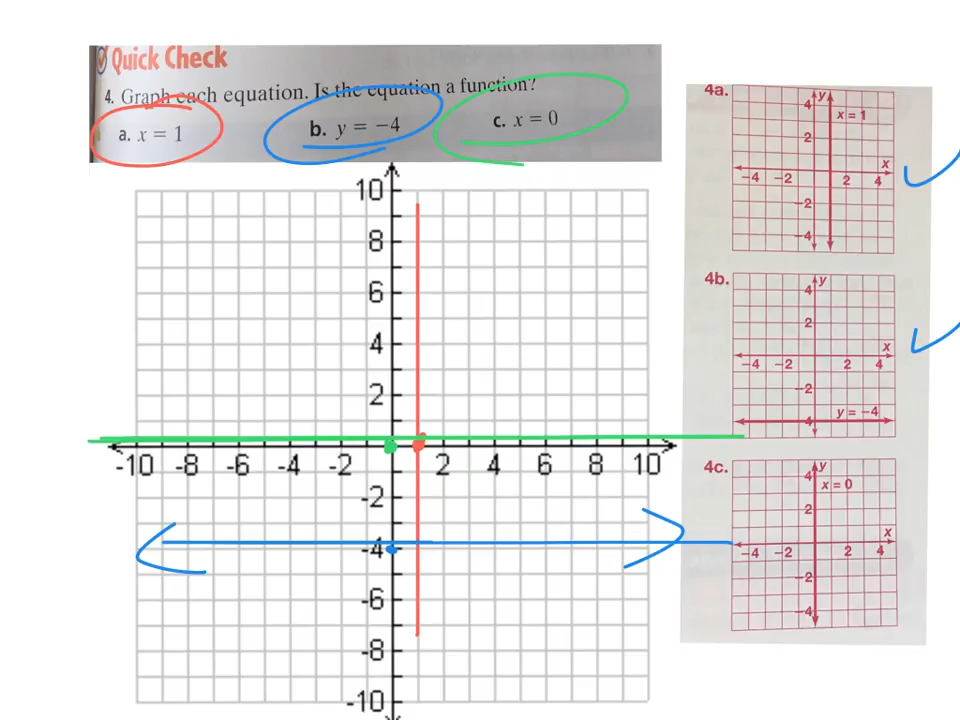 Quick Check
4. Graph each equation. Is the equation a function?
a. x = 1 b. y = −4 c. x = 0
10
8
6
4
2
-10 -8 -6 -4 -2 2 4 6 8 10
-2
-4
-6
-8
-10
4a.
y
4
x = 1
2
x
−4 −2 2 4
−2
−4
4b.
y
4
2
x
−4 −2 2 4
−2
y = −4
−4
4c.
y
4
x = 0
2
x
−4 −2 2 4
−2
−4